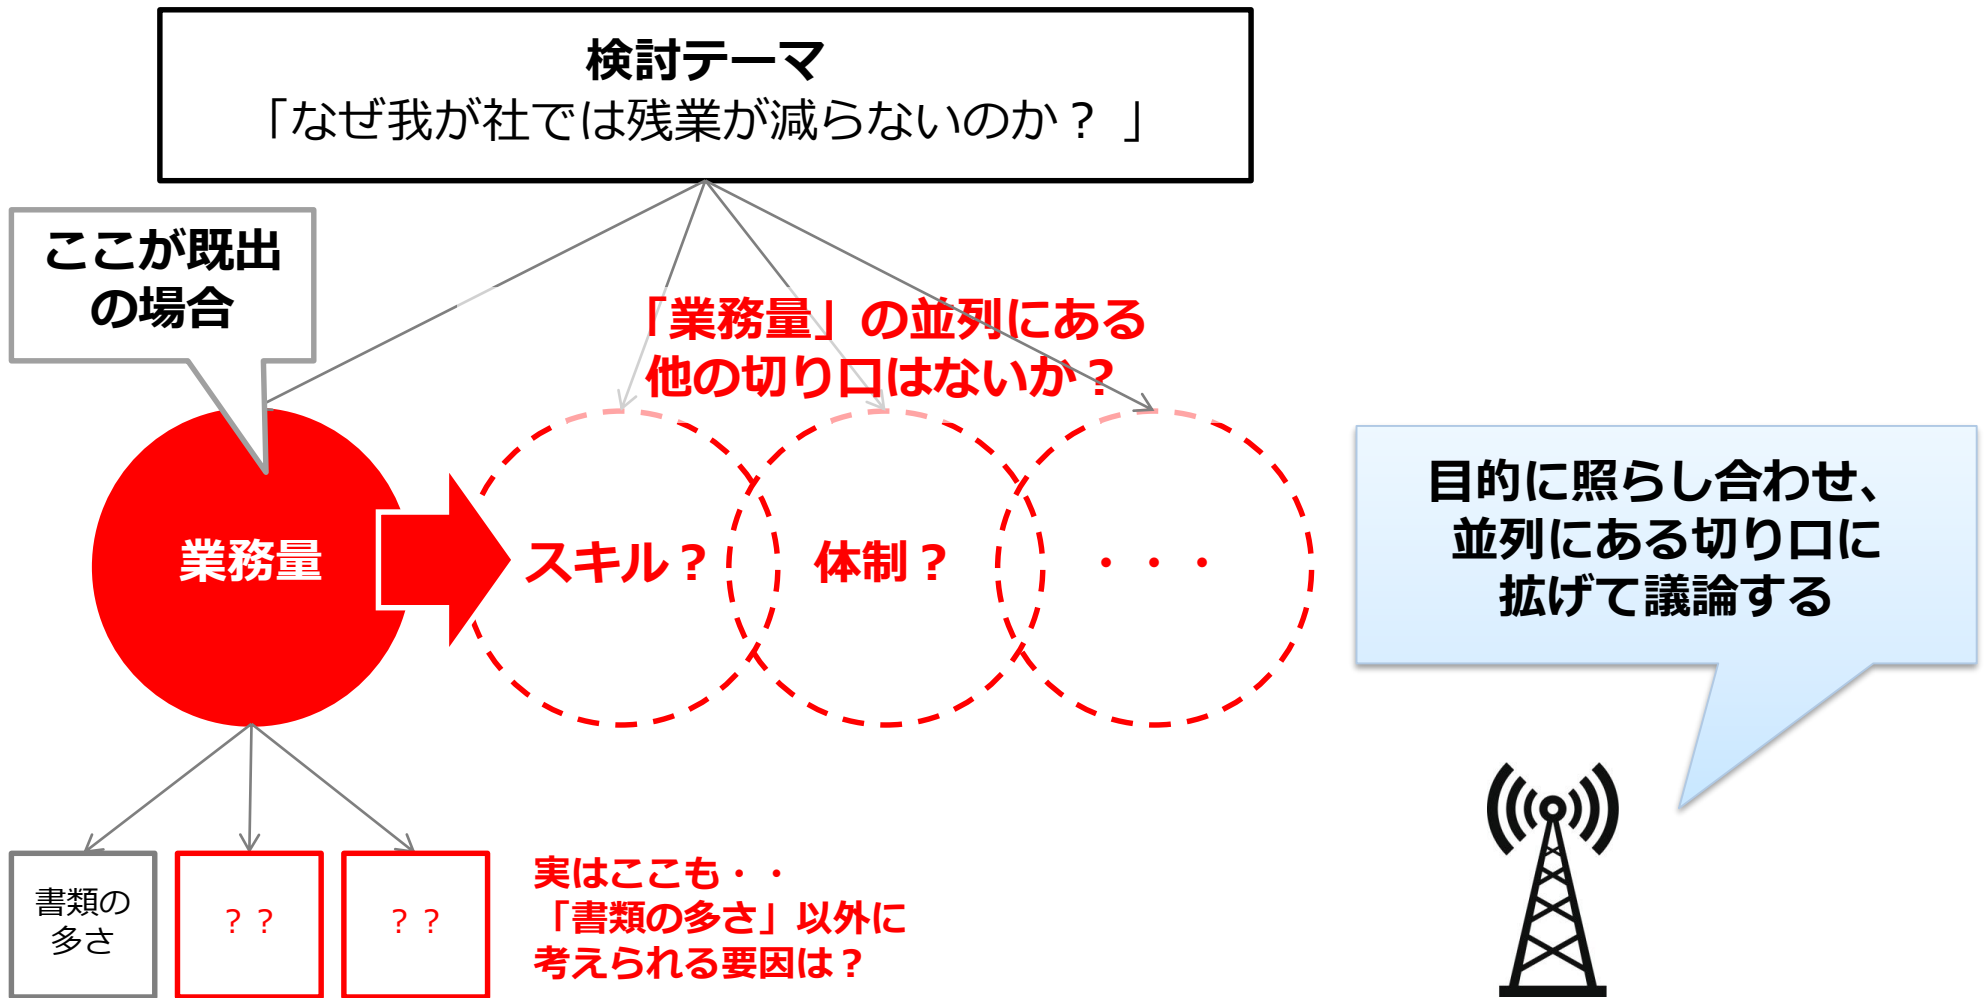 検討テーマ
「なぜ我が社では残業が減らないのか？ 」
ここが既出
の場合
「業務量」の並列にある
他の切り口はないか？
業務量
スキル？
体制？
・・・
目的に照らし合わせ、
並列にある切り口に
拡げて議論する
書類の
多さ
？？
？？
実はここも・・
「書類の多さ」以外に
考えられる要因は？